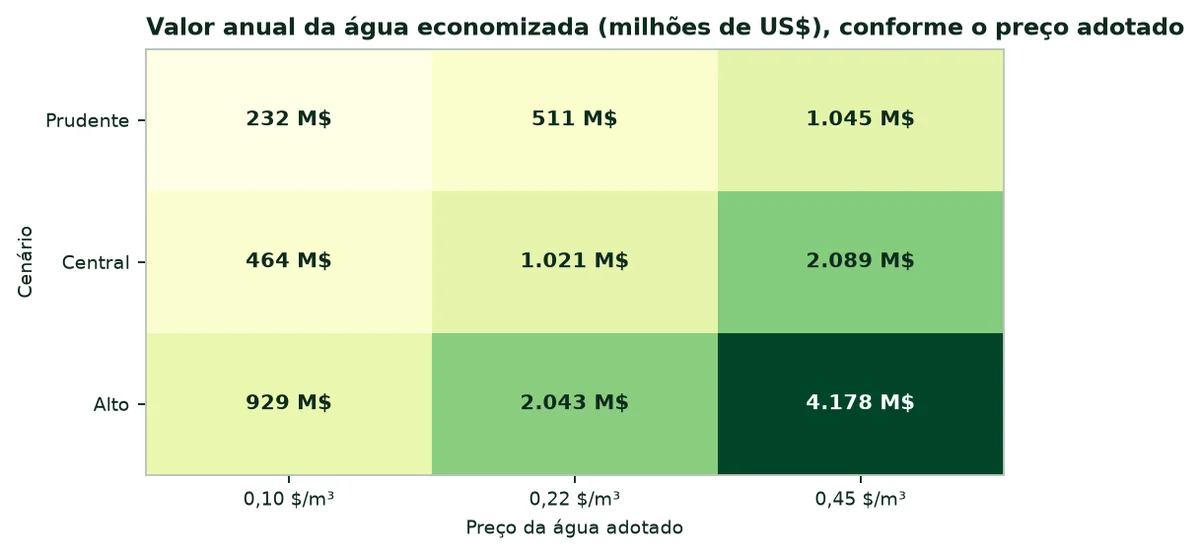 Valor anual da água economizada (milhões de US$), conforme o preço adotado
Prudente 232 M$ 511 M$ 1.045 M$
Cenário
Central 464 M$ 1.021 M$ 2.089 M$
Alto 929 M$ 2.043 M$ 4.178 M$
0,10 $/m³ 0,22 $/m³ 0,45 $/m³
Preço da água adotado